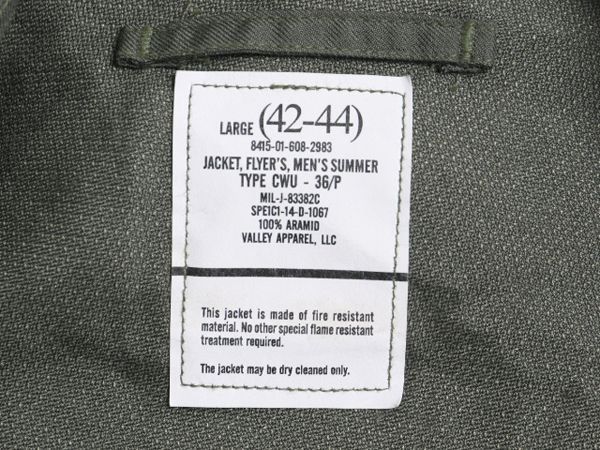 LARGE (42-44)
8415-01-608-2983
JACKET, FLYER'S, MEN'S SUMMER
TYPE CWU - 36/P
MIL-J-83382C
SPEIC1-14-D-1067
100% ARAMID
VALLEY APPAREL, LLC
This jacket is made of fire resistant
material. No other special flame resistant
treatment required.
The jacket may be dry cleaned only.